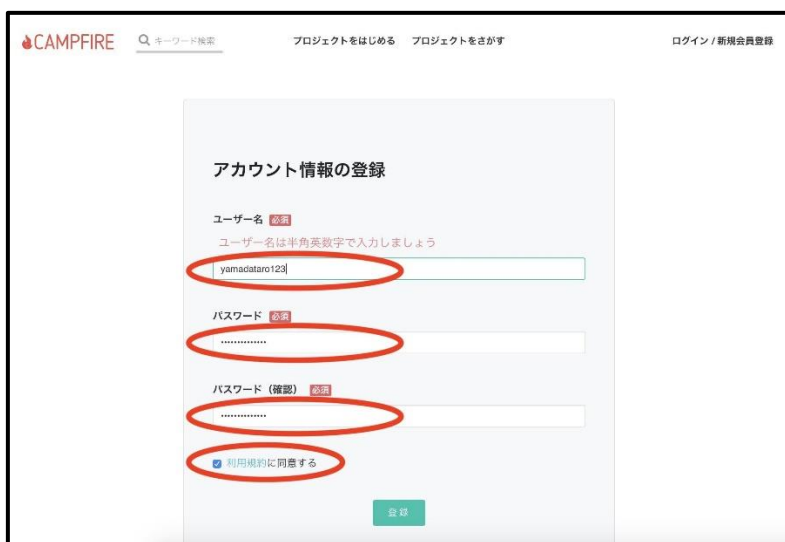 CAMPFIRE キーワード検索 プロジェクトをはじめる プロジェクトをさがす ログイン / 新規会員登録
アカウント情報の登録
ユーザー名 必須
ユーザー名は半角英数字で入力しましょう
yamadataro123
パスワード 必須
••••••••••••••
パスワード（確認） 必須
••••••••••••••
利用規約に同意する
登録